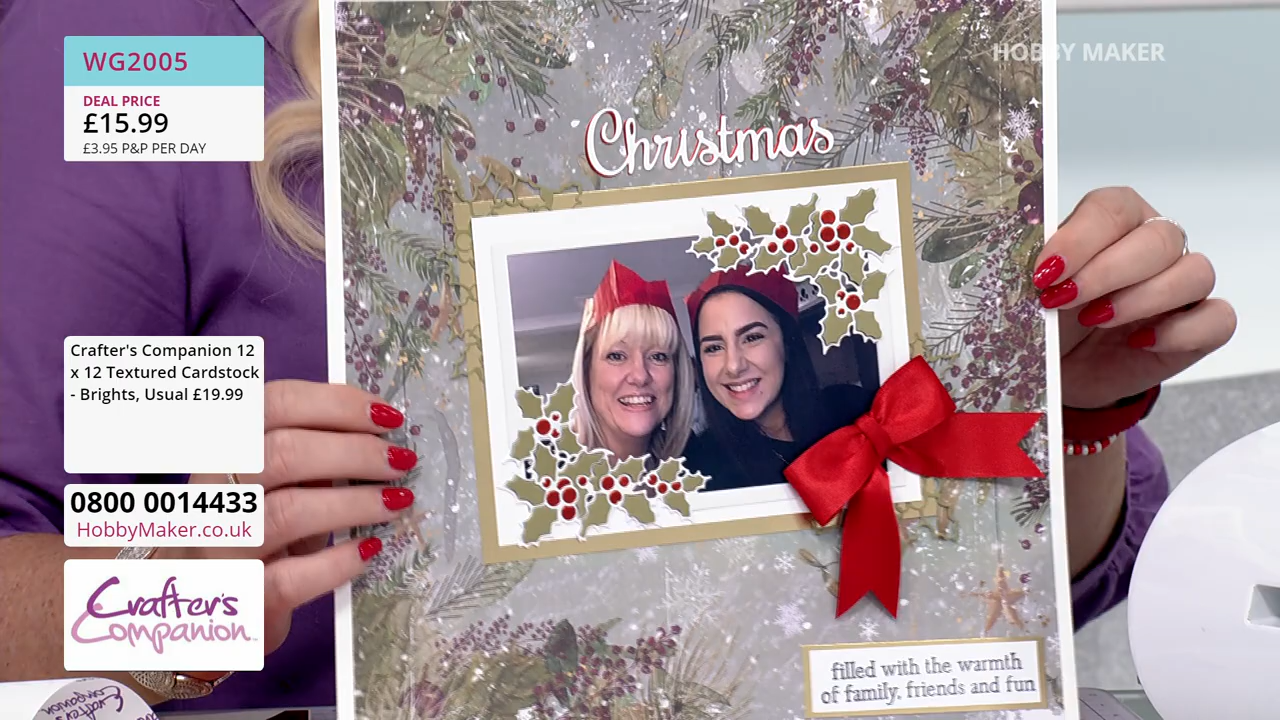 WG2005
DEAL PRICE
£15.99
£3.95 P&P PER DAY
Crafter's Companion 12
x 12 Textured Cardstock
- Brights, Usual £19.99
0800 0014433
HobbyMaker.co.uk
Crafter's
Companion
HOBBY MAKER
Christmas
filled with the warmth
of family, friends and fun
Crafter's
Companion